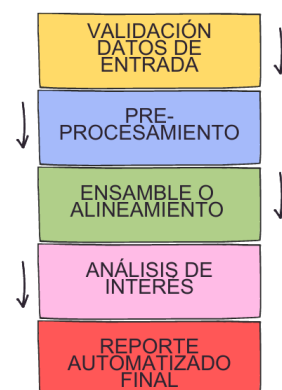 VALIDACIÓN
DATOS DE
ENTRADA
PRE-
PROCESAMIENTO
ENSAMBLE O
ALINEAMIENTO
ANÁLISIS DE
INTERÉS
REPORTE
AUTOMATIZADO
FINAL